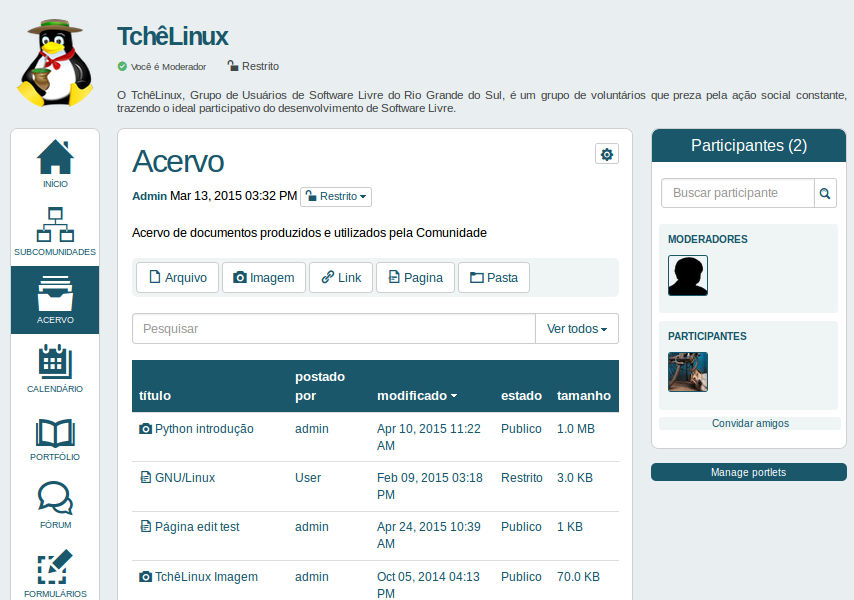 TchêLinux
Você é Moderador Restrito
O TchêLinux, Grupo de Usuários de Software Livre do Rio Grande do Sul, é um grupo de voluntários que preza pela ação social constante,
trazendo o ideal participativo do desenvolvimento de Software Livre.
INÍCIO
SUBCOMUNIDADES
ACERVO
CALENDÁRIO
PORTFÓLIO
FÓRUM
FORMULÁRIOS
Acervo
Admin Mar 13, 2015 03:32 PM Restrito
Acervo de documentos produzidos e utilizados pela Comunidade
Arquivo Imagem Link Pagina Pasta
Pesquisar Ver todos
título postado por modificado estado tamanho
Python introdução admin Apr 10, 2015 11:22 AM Publico 1.0 MB
GNU/Linux User Feb 09, 2015 03:18 PM Restrito 3.0 KB
Página edit test admin Apr 24, 2015 10:39 AM Publico 1 KB
TchêLinux Imagem admin Oct 05, 2014 04:13 PM Publico 70.0 KB
Participantes (2)
Buscar participante
MODERADORES
PARTICIPANTES
Convidar amigos
Manage portlets